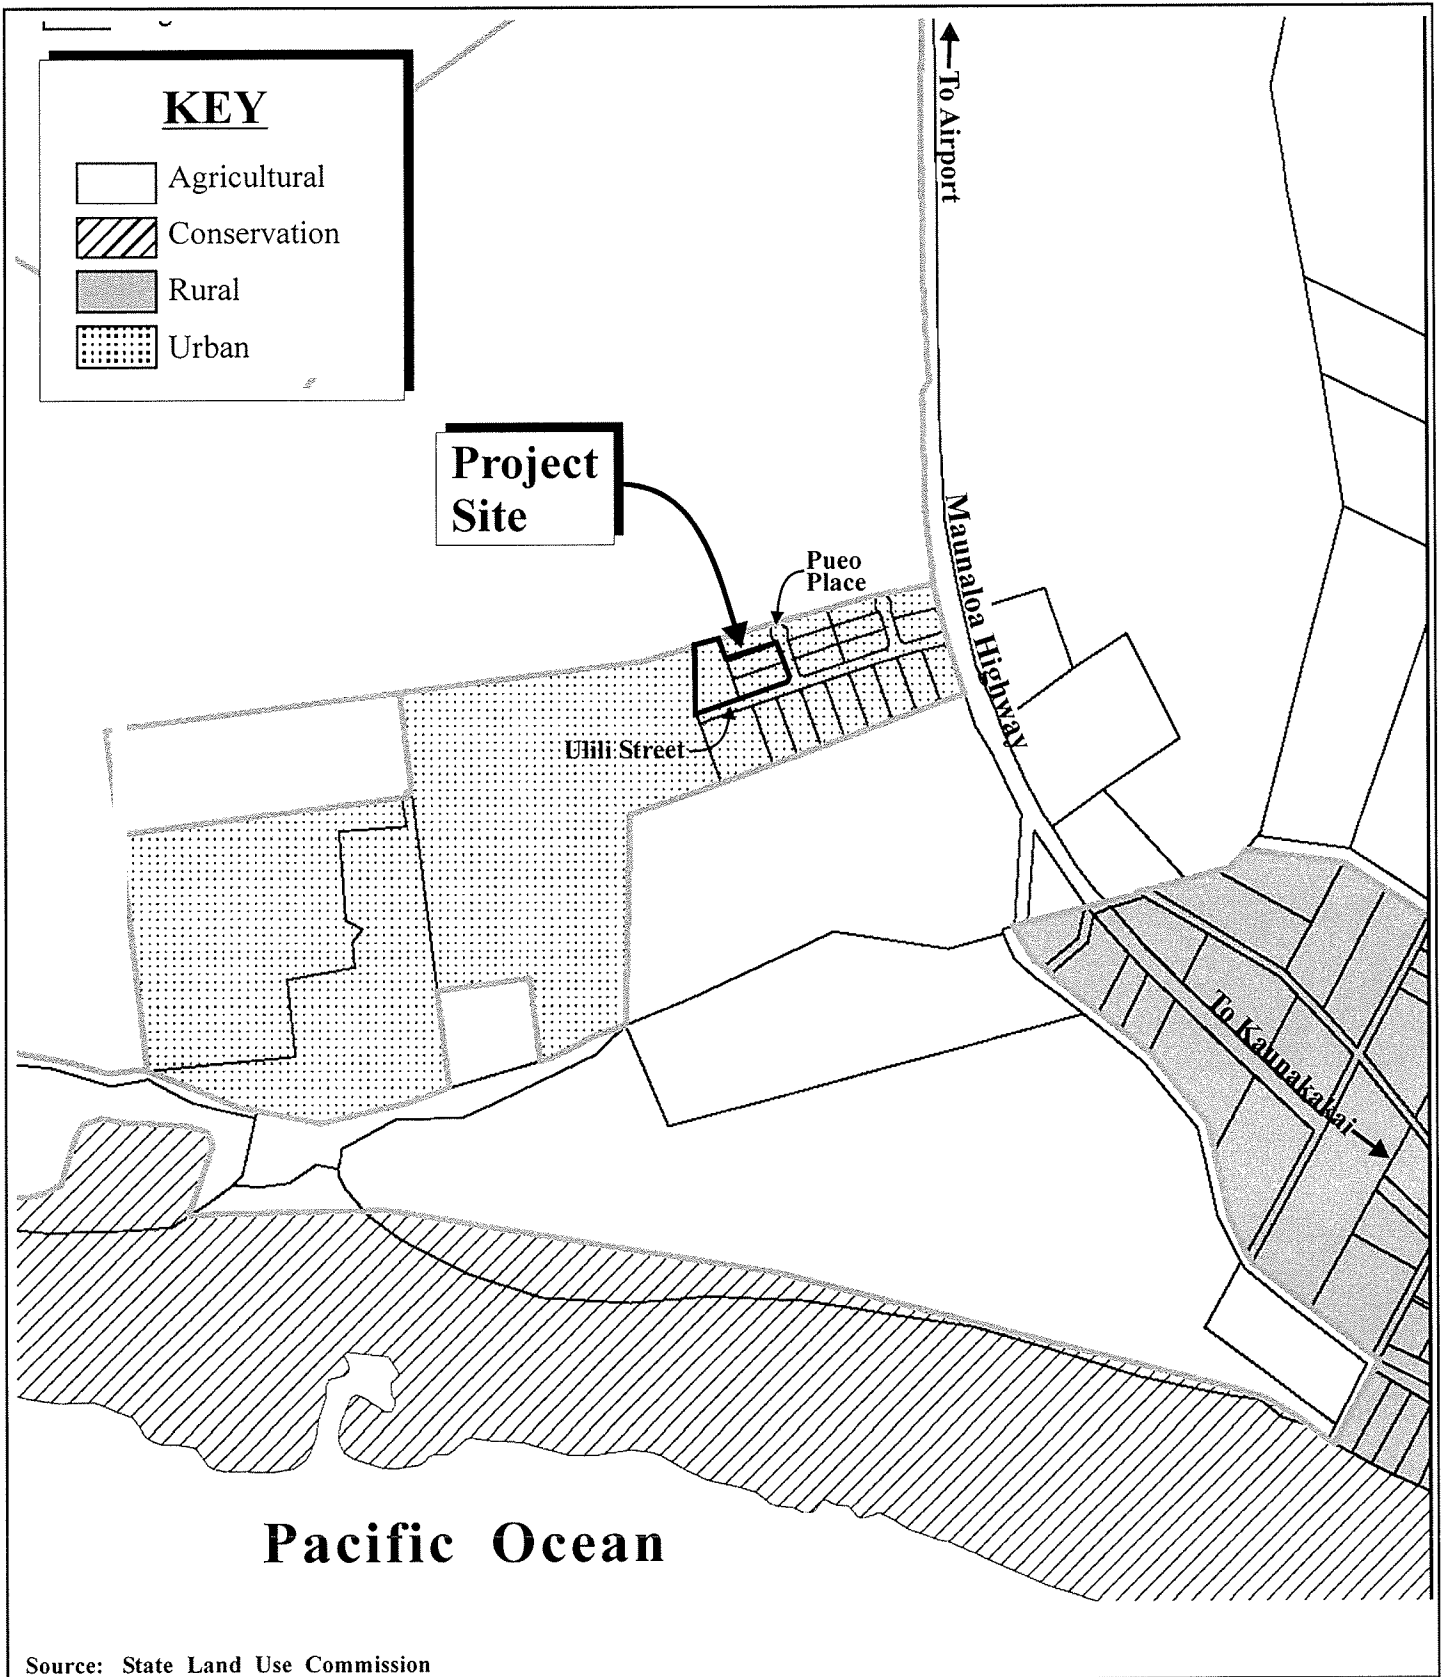 KEY
Agricultural
Conservation
Rural
Urban
To Airport
Project
Site
Pueo
Place
Maunaloa Highway
Ulili Street
To Kaunakakai
Pacific Ocean
Source: State Land Use Commission